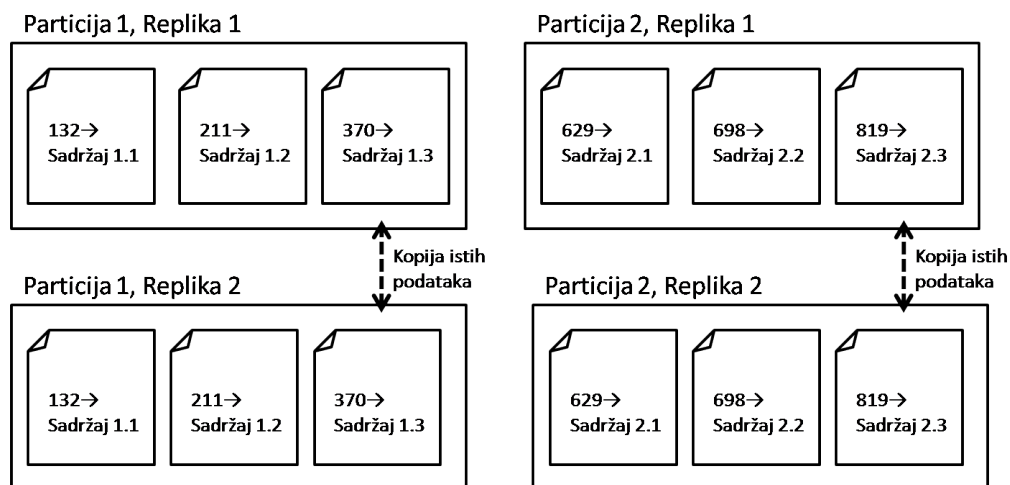 Particija 1, Replika 1
132→
Sadržaj 1.1
211→
Sadržaj 1.2
370→
Sadržaj 1.3
Particija 2, Replika 1
629→
Sadržaj 2.1
698→
Sadržaj 2.2
819→
Sadržaj 2.3
Kopija istih
podataka
Kopija istih
podataka
Particija 1, Replika 2
132→
Sadržaj 1.1
211→
Sadržaj 1.2
370→
Sadržaj 1.3
Particija 2, Replika 2
629→
Sadržaj 2.1
698→
Sadržaj 2.2
819→
Sadržaj 2.3